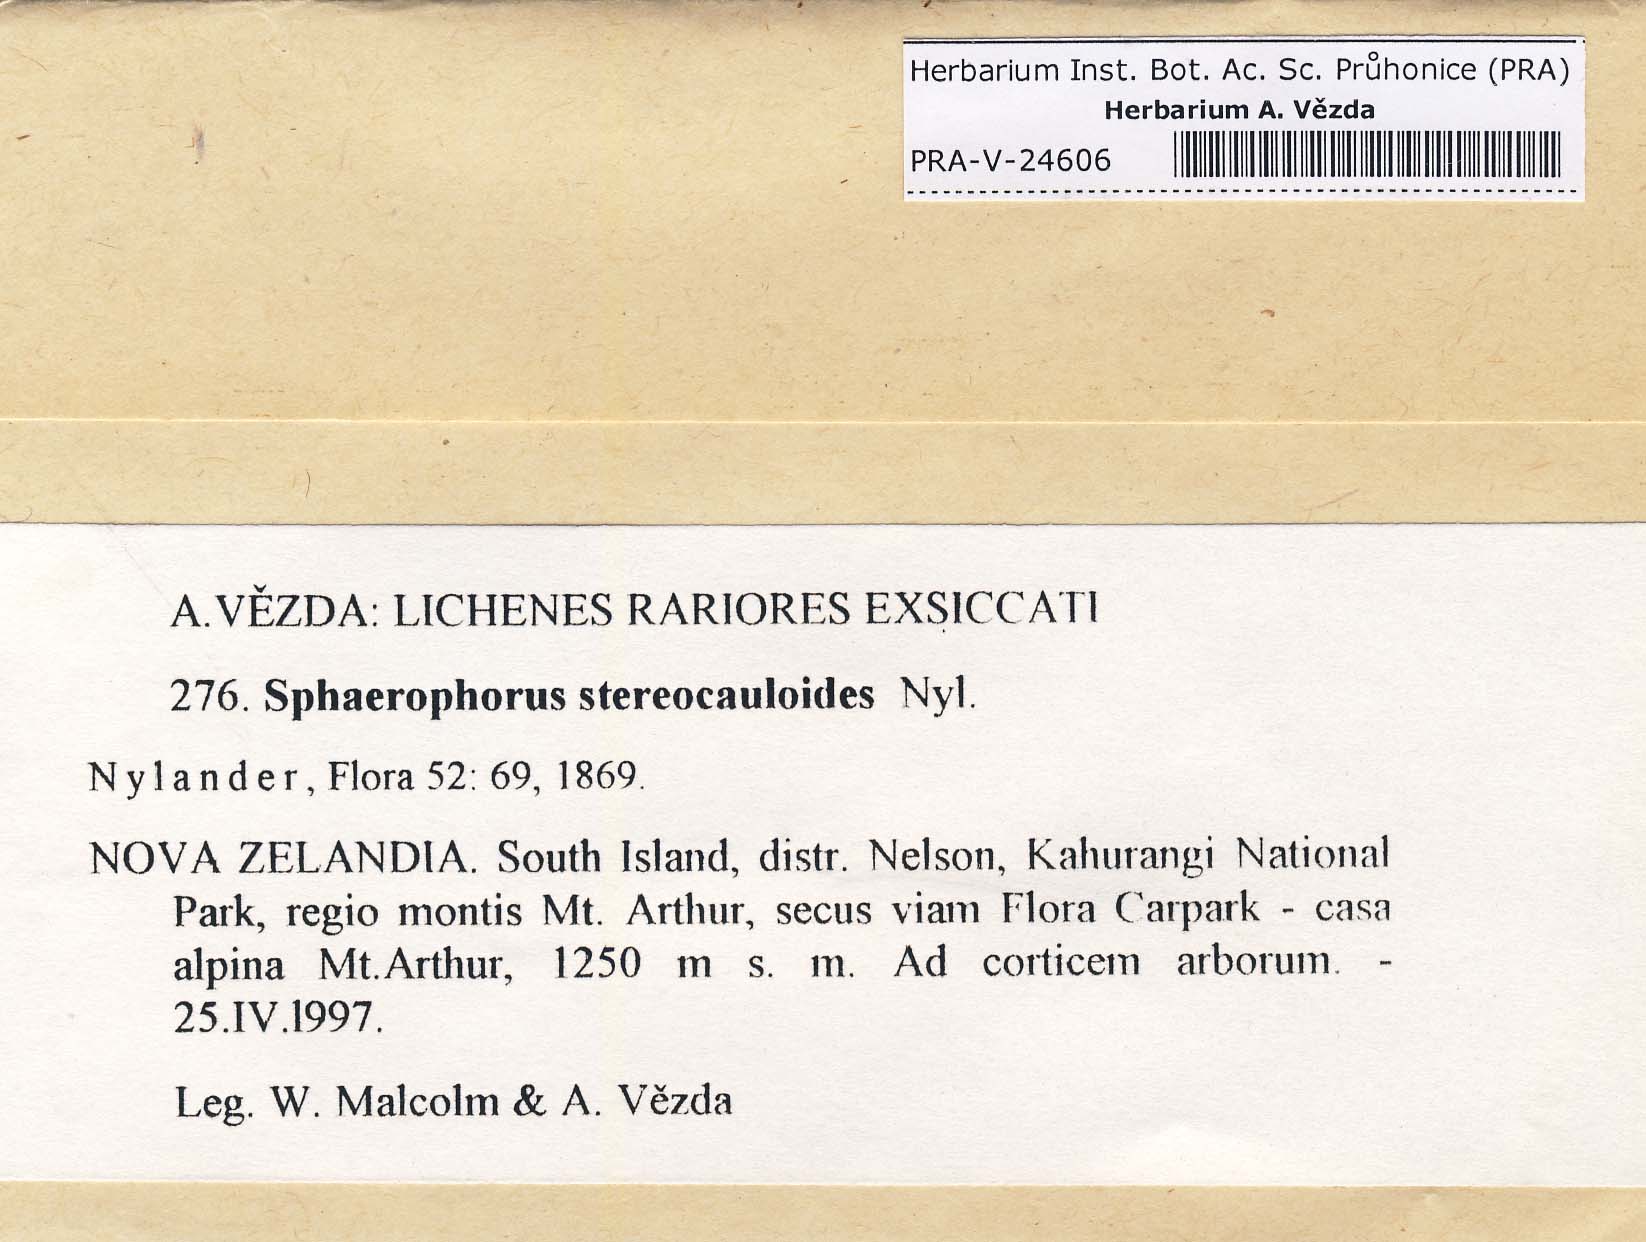 Herbarium Inst. Bot. Ac. Sc. Průhonice (PRA)
Herbarium A. Vězda
PRA-V-24606
A.VĚZDA: LICHENES RARIORES EXSICCATI
276. Sphaerophorus stereocauloides Nyl.
Nylander, Flora 52: 69, 1869.
NOVA ZELANDIA. South Island, distr. Nelson, Kahurangi National
Park, regio montis Mt. Arthur, secus viam Flora Carpark - casa
alpina Mt.Arthur, 1250 m s. m. Ad corticem arborum. -
25.IV.1997.
Leg. W. Malcolm & A. Vězda